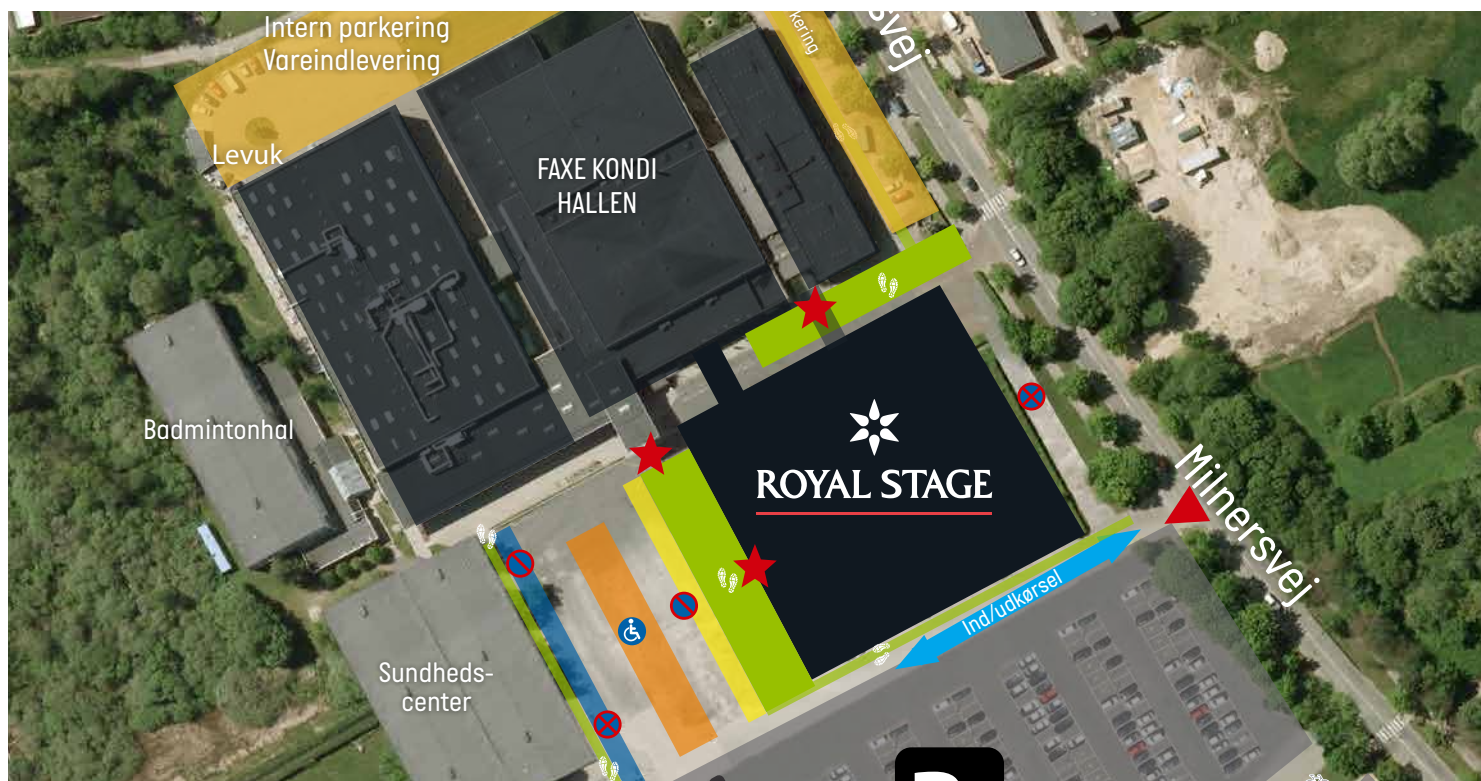 Intern parkering
Vareindlevering
kering
svej
Levuk
FAXE KONDI
HALLEN
Badmintonhal
ROYAL STAGE
Milnersvej
Ind/udkørsel
Sundheds-
center